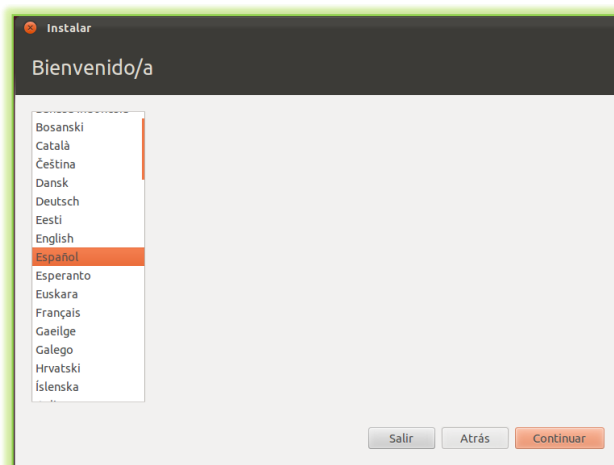 Instalar
Bienvenido/a
Bosanski
Català
Čeština
Dansk
Deutsch
Eesti
English
Español
Esperanto
Euskara
Français
Gaeilge
Galego
Hrvatski
Íslenska
Salir
Atrás
Continuar